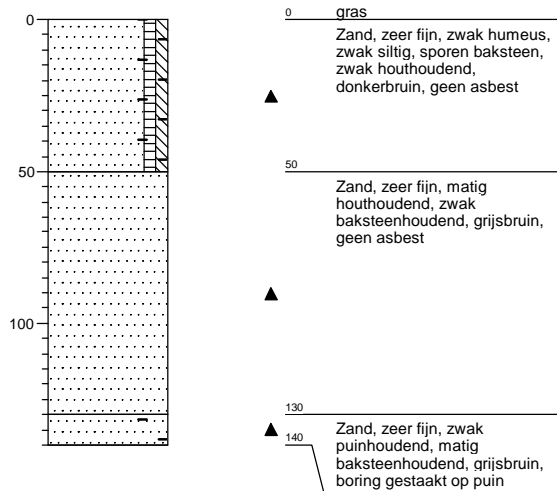 0
50
100
0
gras
Zand, zeer fijn, zwak humeus,
zwak siltig, sporen baksteen,
zwak houthoudend,
donkerbruin, geen asbest
50
Zand, zeer fijn, matig
houthoudend, zwak
baksteenhoudend, grijsbruin,
geen asbest
130
Zand, zeer fijn, zwak
puinhoudend, matig
baksteenhoudend, grijsbruin,
boring gestaakt op puin
140